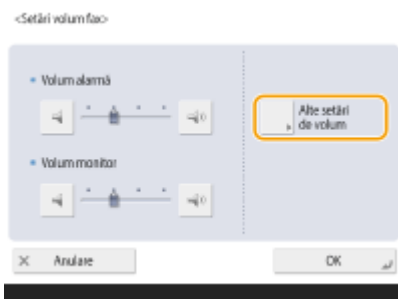 <Setări volum fax>
Volum alarmă
Alte setări
de volum
Volum monitor
Anulare
OK